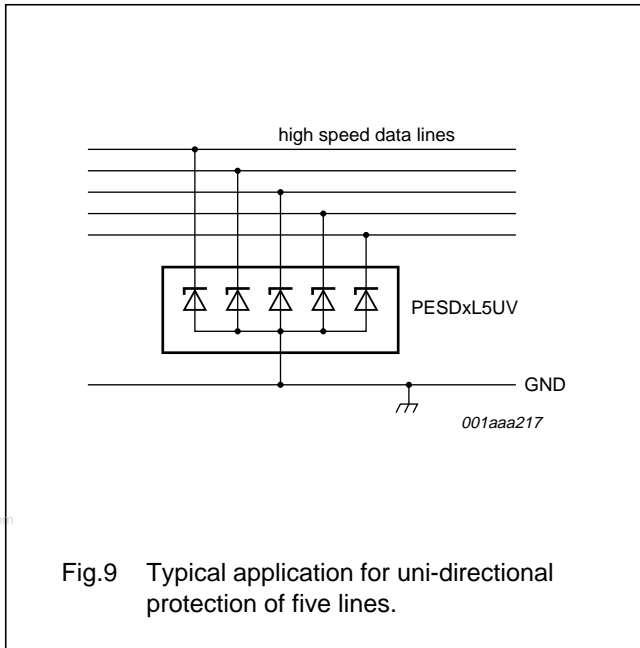 high speed data lines
PESDxL5UV
GND
001aaa217
Fig.9 Typical application for uni-directional
protection of five lines.